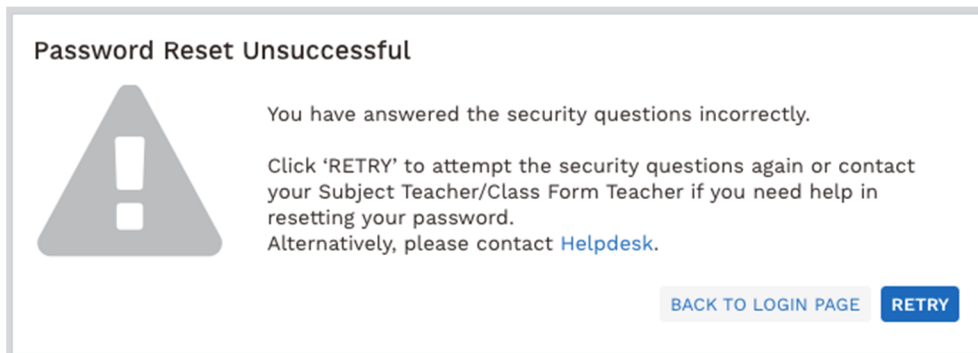 Password Reset Unsuccessful
You have answered the security questions incorrectly.
Click ‘RETRY’ to attempt the security questions again or contact
your Subject Teacher/Class Form Teacher if you need help in
resetting your password.
Alternatively, please contact Helpdesk.
BACK TO LOGIN PAGE RETRY